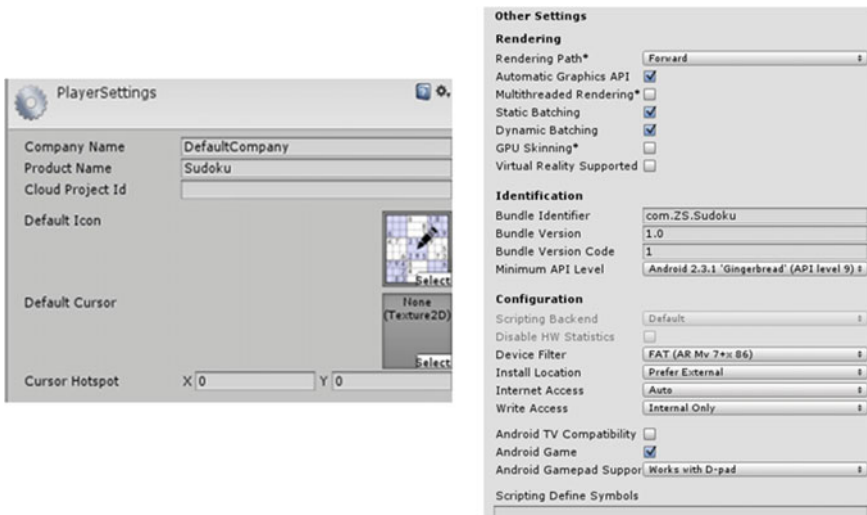 PlayerSettings
Company Name DefaultCompany
Product Name Sudoku
Cloud Project Id
Default Icon
Select
Default Cursor
None
(Texture2D)
Select
Cursor Hotspot X 0 Y 0
Other Settings
Rendering
Rendering Path* Forward
Automatic Graphics API
Multithreaded Rendering*
Static Batching
Dynamic Batching
GPU Skinning*
Virtual Reality Supported
Identification
Bundle Identifier com.ZS.Sudoku
Bundle Version 1.0
Bundle Version Code 1
Minimum API Level Android 2.3.1 'Gingerbread' (API level 9)
Configuration
Scripting Backend Default
Disable HW Statistics
Device Filter FAT (AR Mv 7+x 86)
Install Location Prefer External
Internet Access Auto
Write Access Internal Only
Android TV Compatibility
Android Game
Android Gamepad Suppor Works with D-pad
Scripting Define Symbols